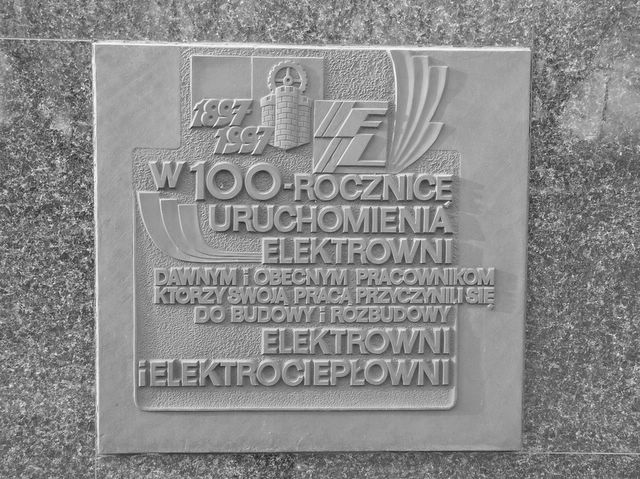 1897
1997
EL
W 100-ROCZNICĘ
URUCHOMIENIA
ELEKTROWNI
DAWNYM i OBECNYM PRACOWNIKOM
KTÓRZY SWOJĄ PRACĄ PRZYCZYNILI SIĘ
DO BUDOWY i ROZBUDOWY
ELEKTROWNI
i ELEKTROCIEPŁOWNI